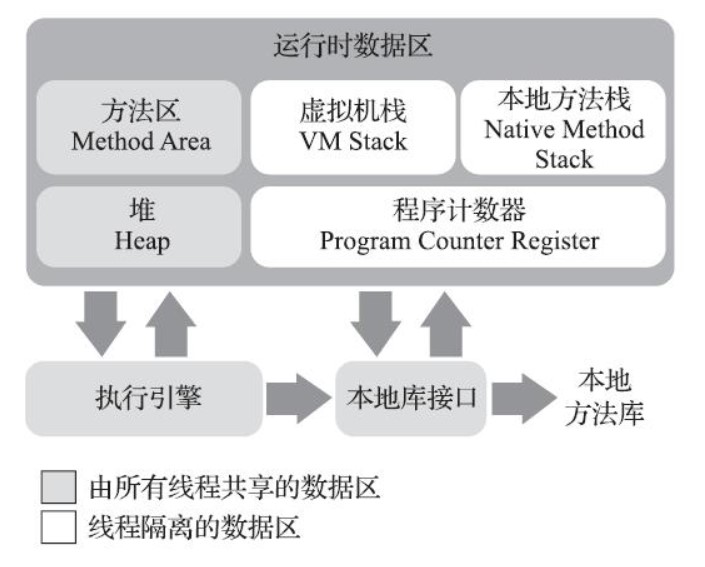 运行时数据区
方法区
Method Area
虚拟机栈
VM Stack
本地方法栈
Native Method
Stack
堆
Heap
程序计数器
Program Counter Register
执行引擎
本地库接口
本地
方法库
由所有线程共享的数据区
线程隔离的数据区